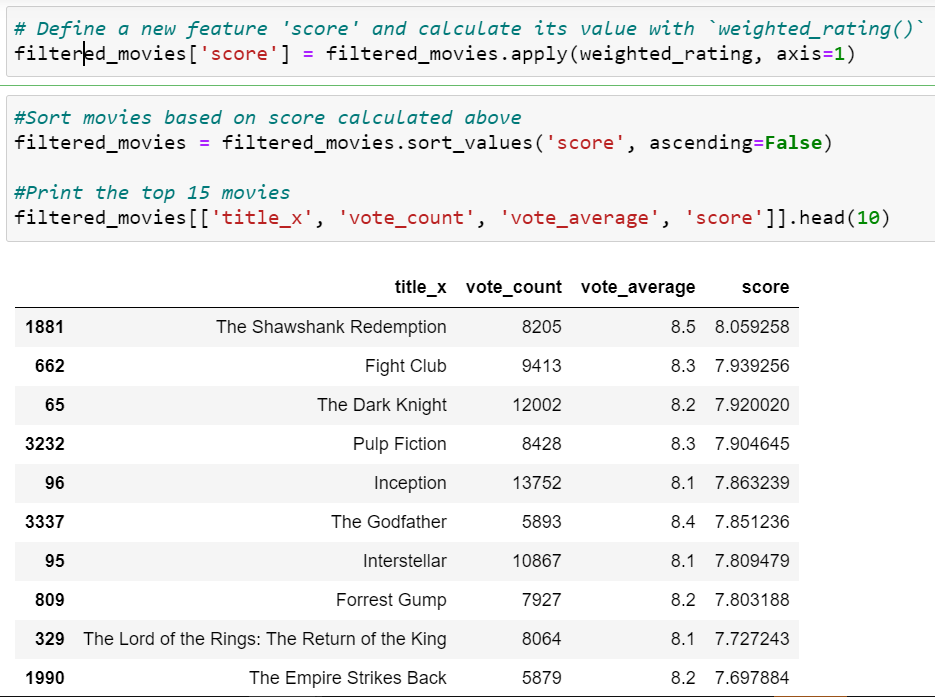 # Define a new feature 'score' and calculate its value with `weighted_rating()`
filtered_movies['score'] = filtered_movies.apply(weighted_rating, axis=1)
#Sort movies based on score calculated above
filtered_movies = filtered_movies.sort_values('score', ascending=False)
#Print the top 15 movies
filtered_movies[['title_x', 'vote_count', 'vote_average', 'score']].head(10)
title_x vote_count vote_average score
1881 The Shawshank Redemption 8205 8.5 8.059258
662 Fight Club 9413 8.3 7.939256
65 The Dark Knight 12002 8.2 7.920020
3232 Pulp Fiction 8428 8.3 7.904645
96 Inception 13752 8.1 7.863239
3337 The Godfather 5893 8.4 7.851236
95 Interstellar 10867 8.1 7.809479
809 Forrest Gump 7927 8.2 7.803188
329 The Lord of the Rings: The Return of the King 8064 8.1 7.727243
1990 The Empire Strikes Back 5879 8.2 7.697884